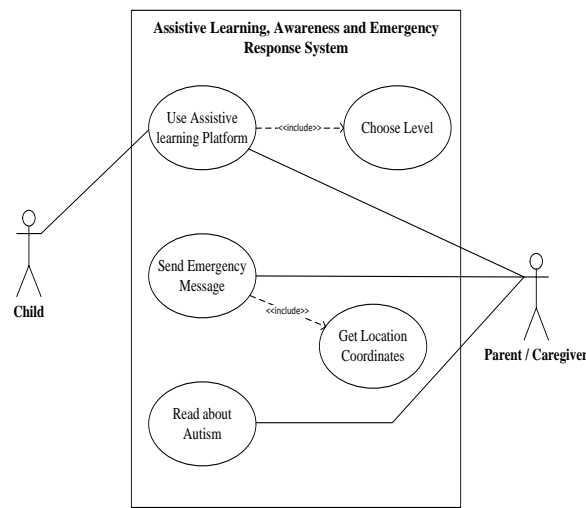 Assistive Learning, Awareness and Emergency
Response System
Use Assistive
learning Platform
<<include>>
Choose Level
Child
Send Emergency
Message
<<include>>
Get Location
Coordinates
Parent / Caregiver
Read about
Autism